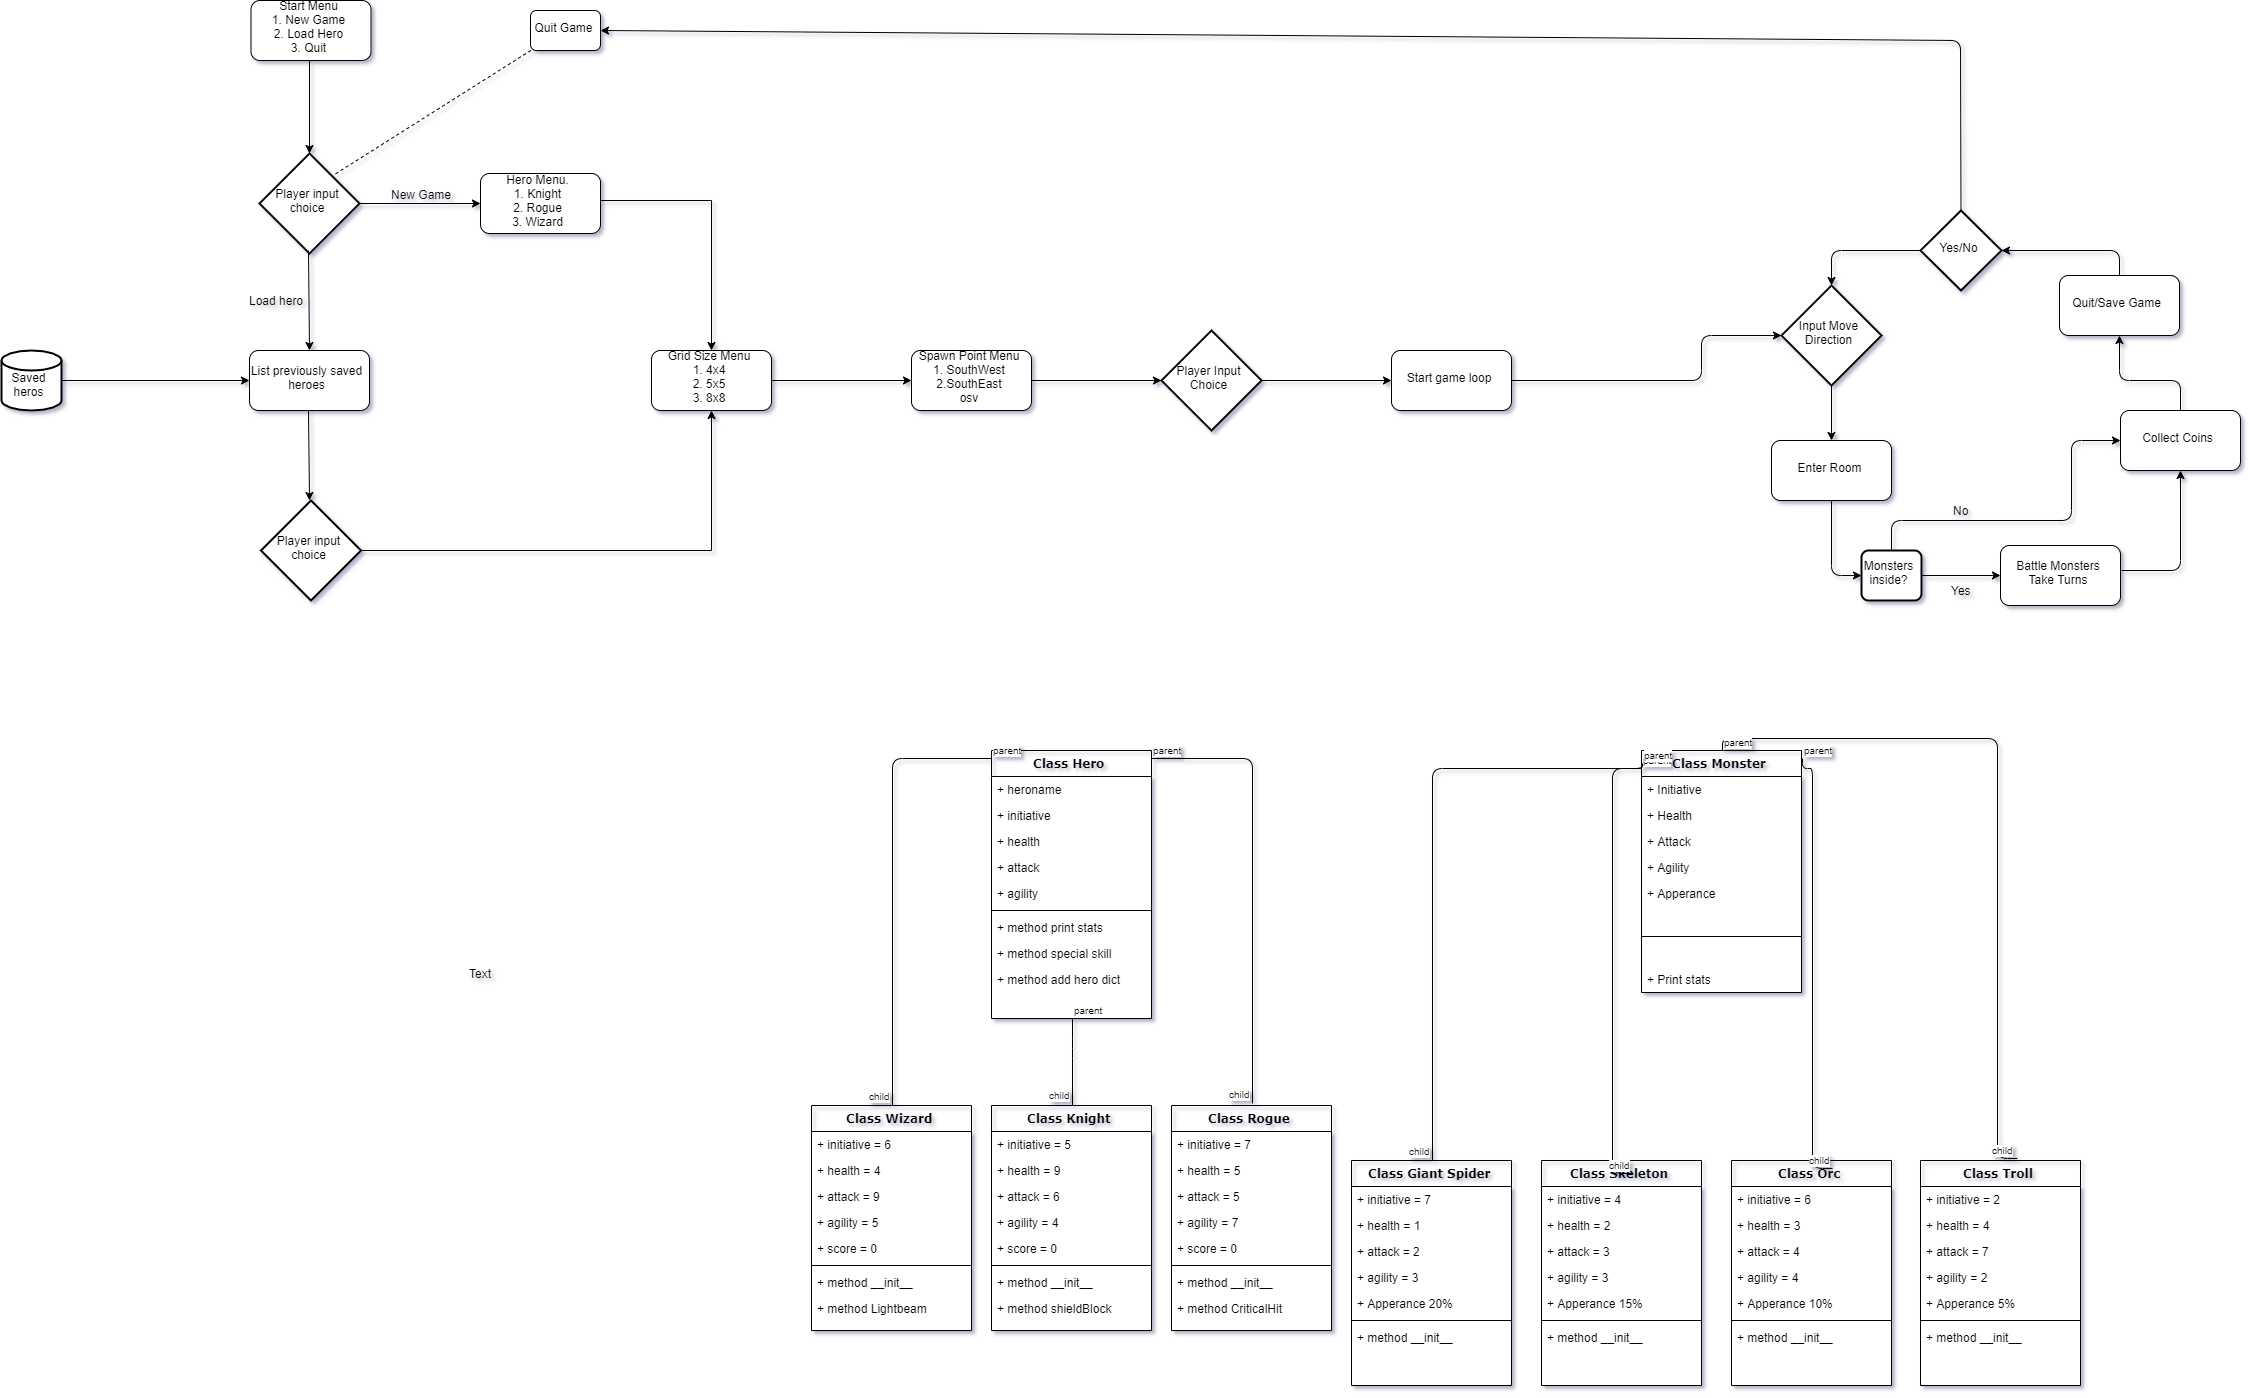 Start Menu
1. New Game
2. Load Hero
3. Quit
Quit Game
Player input
choice
New Game
Hero Menu.
1. Knight
2. Rogue
3. Wizard
Load hero
Saved
heros
List previously saved
heroes
Player input
choice
Grid Size Menu
1. 4x4
2. 5x5
3. 8x8
Spawn Point Menu
1. SouthWest
2.SouthEast
osv
Player Input
Choice
Start game loop
Input Move
Direction
Yes/No
Quit/Save Game
Collect Coins
Enter Room
No
Monsters
inside?
Yes
Battle Monsters
Take Turns
Text
parent
parent
Class Hero
+ heroname
+ initiative
+ health
+ attack
+ agility
+ method print stats
+ method special skill
+ method add hero dict
parent
child
Class Wizard
+ initiative = 6
+ health = 4
+ attack = 9
+ agility = 5
+ score = 0
+ method __init__
+ method Lightbeam
child
Class Knight
+ initiative = 5
+ health = 9
+ attack = 6
+ agility = 4
+ score = 0
+ method __init__
+ method shieldBlock
child
Class Rogue
+ initiative = 7
+ health = 5
+ attack = 5
+ agility = 7
+ score = 0
+ method __init__
+ method CriticalHit
parent
parent
parent
parent
Class Monster
+ Initiative
+ Health
+ Attack
+ Agility
+ Apperance
+ Print stats
child
Class Giant Spider
+ initiative = 7
+ health = 1
+ attack = 2
+ agility = 3
+ Apperance 20%
+ method __init__
child
Class Skeleton
+ initiative = 4
+ health = 2
+ attack = 3
+ agility = 3
+ Apperance 15%
+ method __init__
child
Class Orc
+ initiative = 6
+ health = 3
+ attack = 4
+ agility = 4
+ Apperance 10%
+ method __init__
child
Class Troll
+ initiative = 2
+ health = 4
+ attack = 7
+ agility = 2
+ Apperance 5%
+ method __init__